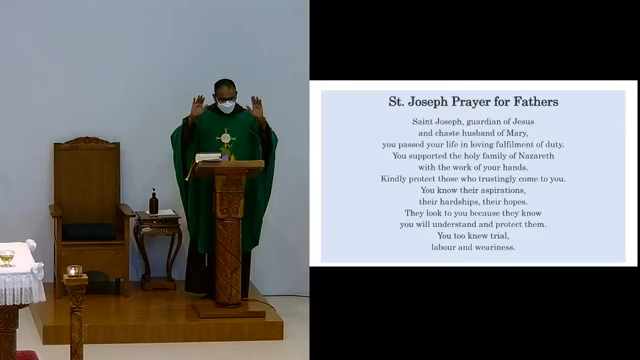 St. Joseph Prayer for Fathers
Saint Joseph, guardian of Jesus
and chaste husband of Mary,
you passed your life in loving fulfilment of duty.
You supported the holy family of Nazareth
with the work of your hands.
Kindly protect those who trustingly come to you.
You know their aspirations,
their hardships, their hopes.
They look to you because they know
you will understand and protect them.
You too knew trial,
labour and weariness.